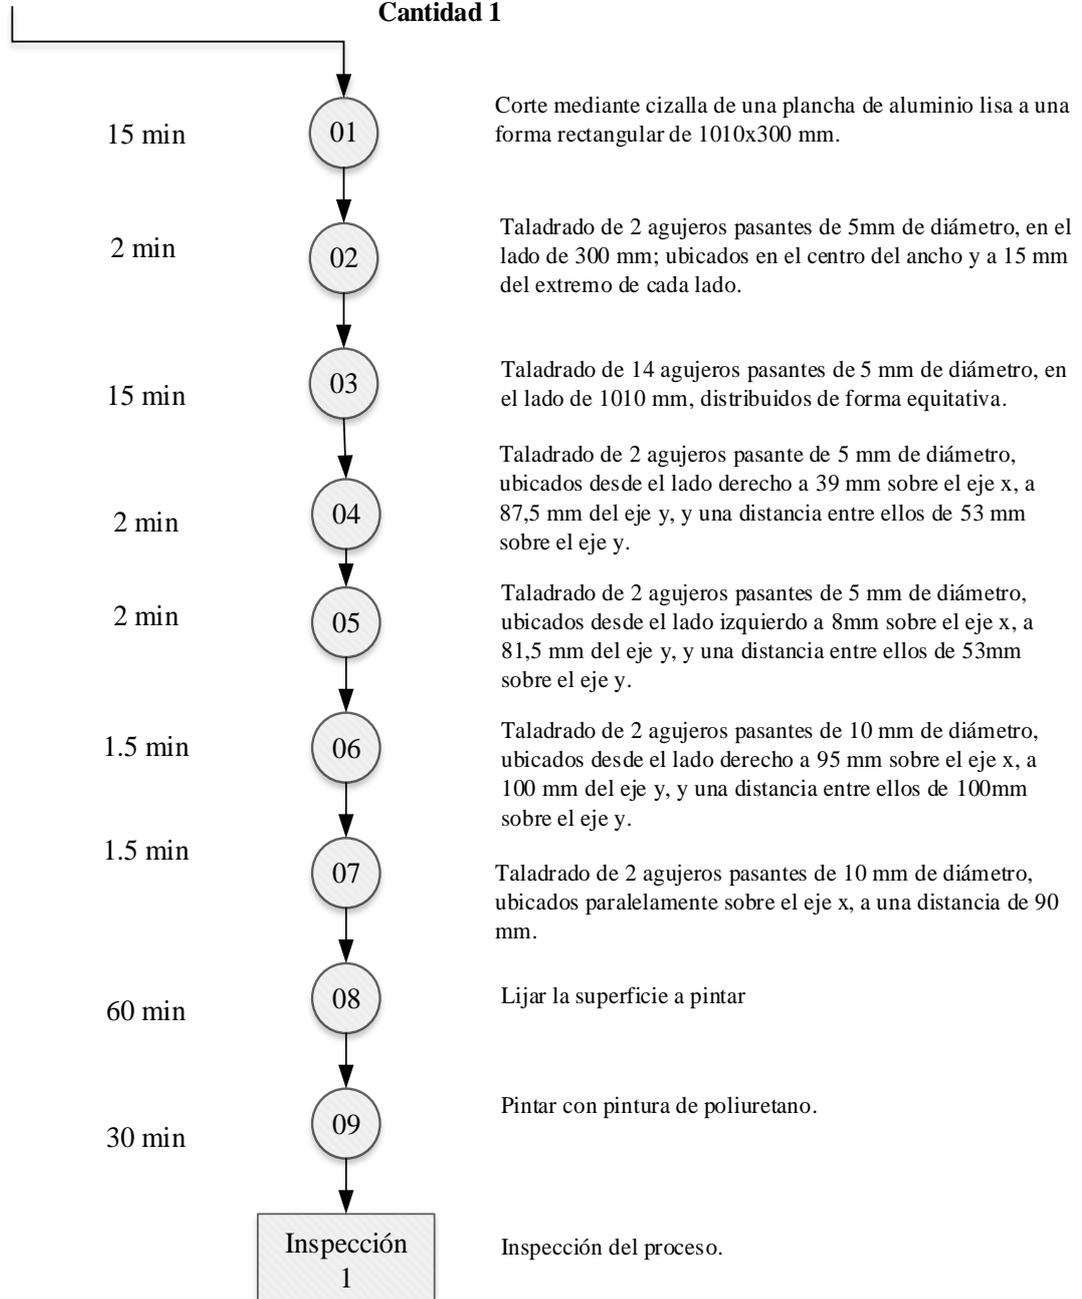 Cantidad 1
15 min
01
Corte mediante cizalla de una plancha de aluminio lisa a una
forma rectangular de 1010x300 mm.
2 min
02
Taladrado de 2 agujeros pasantes de 5mm de diámetro, en el
lado de 300 mm; ubicados en el centro del ancho y a 15 mm
del extremo de cada lado.
15 min
03
Taladrado de 14 agujeros pasantes de 5 mm de diámetro, en
el lado de 1010 mm, distribuidos de forma equitativa.
2 min
04
Taladrado de 2 agujeros pasante de 5 mm de diámetro,
ubicados desde el lado derecho a 39 mm sobre el eje x, a
87,5 mm del eje y, y una distancia entre ellos de 53 mm
sobre el eje y.
2 min
05
Taladrado de 2 agujeros pasantes de 5 mm de diámetro,
ubicados desde el lado izquierdo a 8mm sobre el eje x, a
81,5 mm del eje y, y una distancia entre ellos de 53mm
sobre el eje y.
1.5 min
06
Taladrado de 2 agujeros pasantes de 10 mm de diámetro,
ubicados desde el lado derecho a 95 mm sobre el eje x, a
100 mm del eje y, y una distancia entre ellos de 100mm
sobre el eje y.
1.5 min
07
Taladrado de 2 agujeros pasantes de 10 mm de diámetro,
ubicados paralelamente sobre el eje x, a una distancia de 90
mm.
60 min
08
Lijar la superficie a pintar
30 min
09
Pintar con pintura de poliuretano.
Inspección
1
Inspección del proceso.